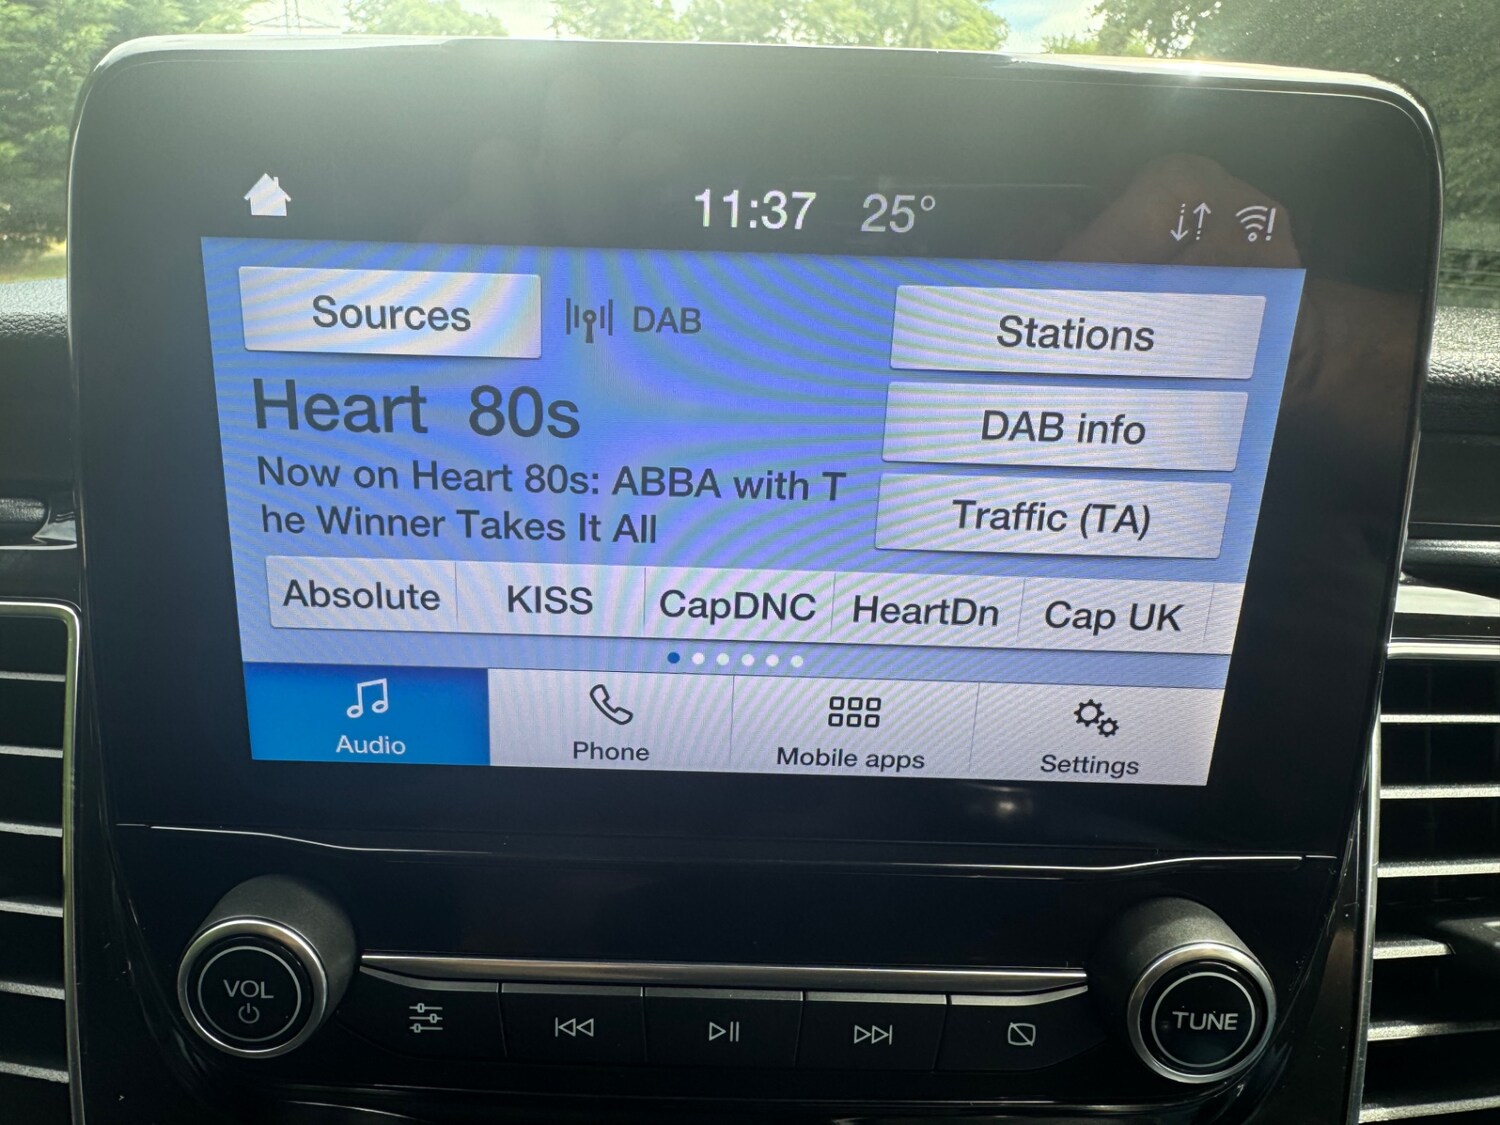 11:37 25°
Sources DAB Stations
Heart 80s
DAB info
Now on Heart 80s: ABBA with T
he Winner Takes It All
Traffic (TA)
Absolute KISS CapDNC HeartDn Cap UK
Audio Phone Mobile apps Settings
VOL TUNE